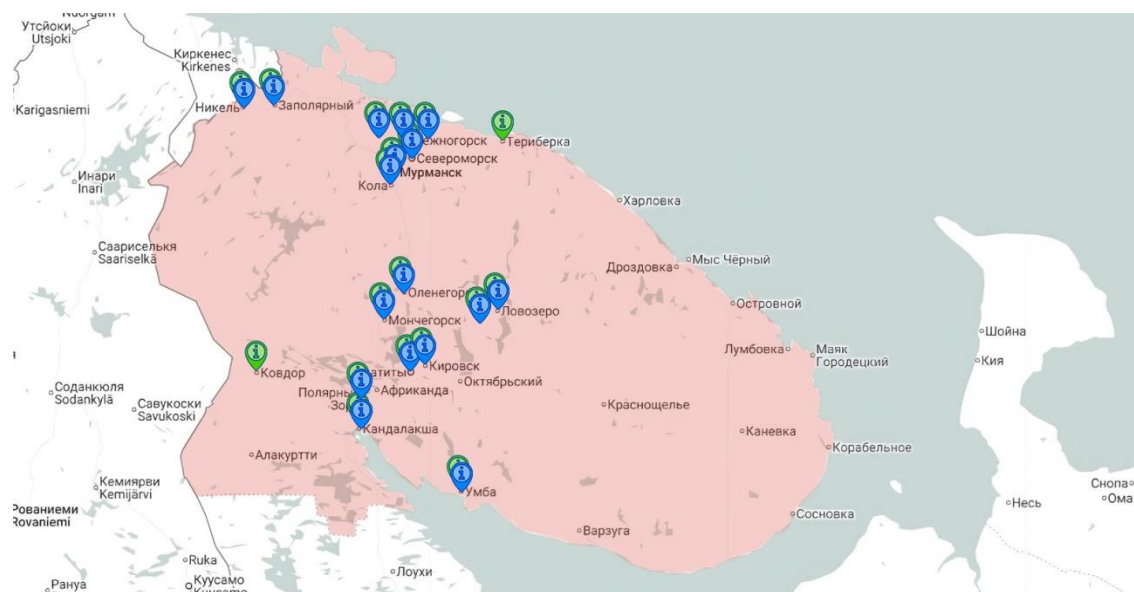 Утсйоки
Utsjoki
Киркенес
Kirkenes
Karigasniemi
Никель
Заполярный
Териберка
Североморск
Мурманск
Кола
Инари
Inari
Харловка
Саариселькя
Saariselkä
Мыс Чёрный
Дроздовка
Островной
Ловозеро
Мончегорск
Шойна
Лумбовка
Маяк
Городецкий
Кия
Кировск
Ковдор
Октябрьский
Африканда
Соданкюля
Sodankylä
Савукоски
Savukoski
Краснощелье
Кандалакша
Каневка
Корабельное
Алакуртти
Кемиярви
Kemijärvi
Умба
Снопа
Ома
Несь
Рованиеми
Rovaniemi
Сосновка
Варзуга
Ruka
Лоухи
Куусамо
Рануа